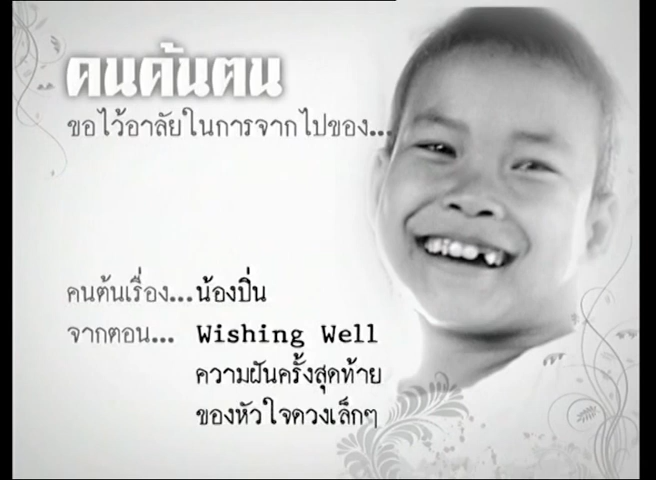 คนค้นฅน
ขอไว้อาลัยในการจากไปของ...
คนต้นเรื่อง...น้องปิ่น
จากตอน... Wishing Well
ความฝันครั้งสุดท้าย
ของหัวใจดวงเล็กๆ